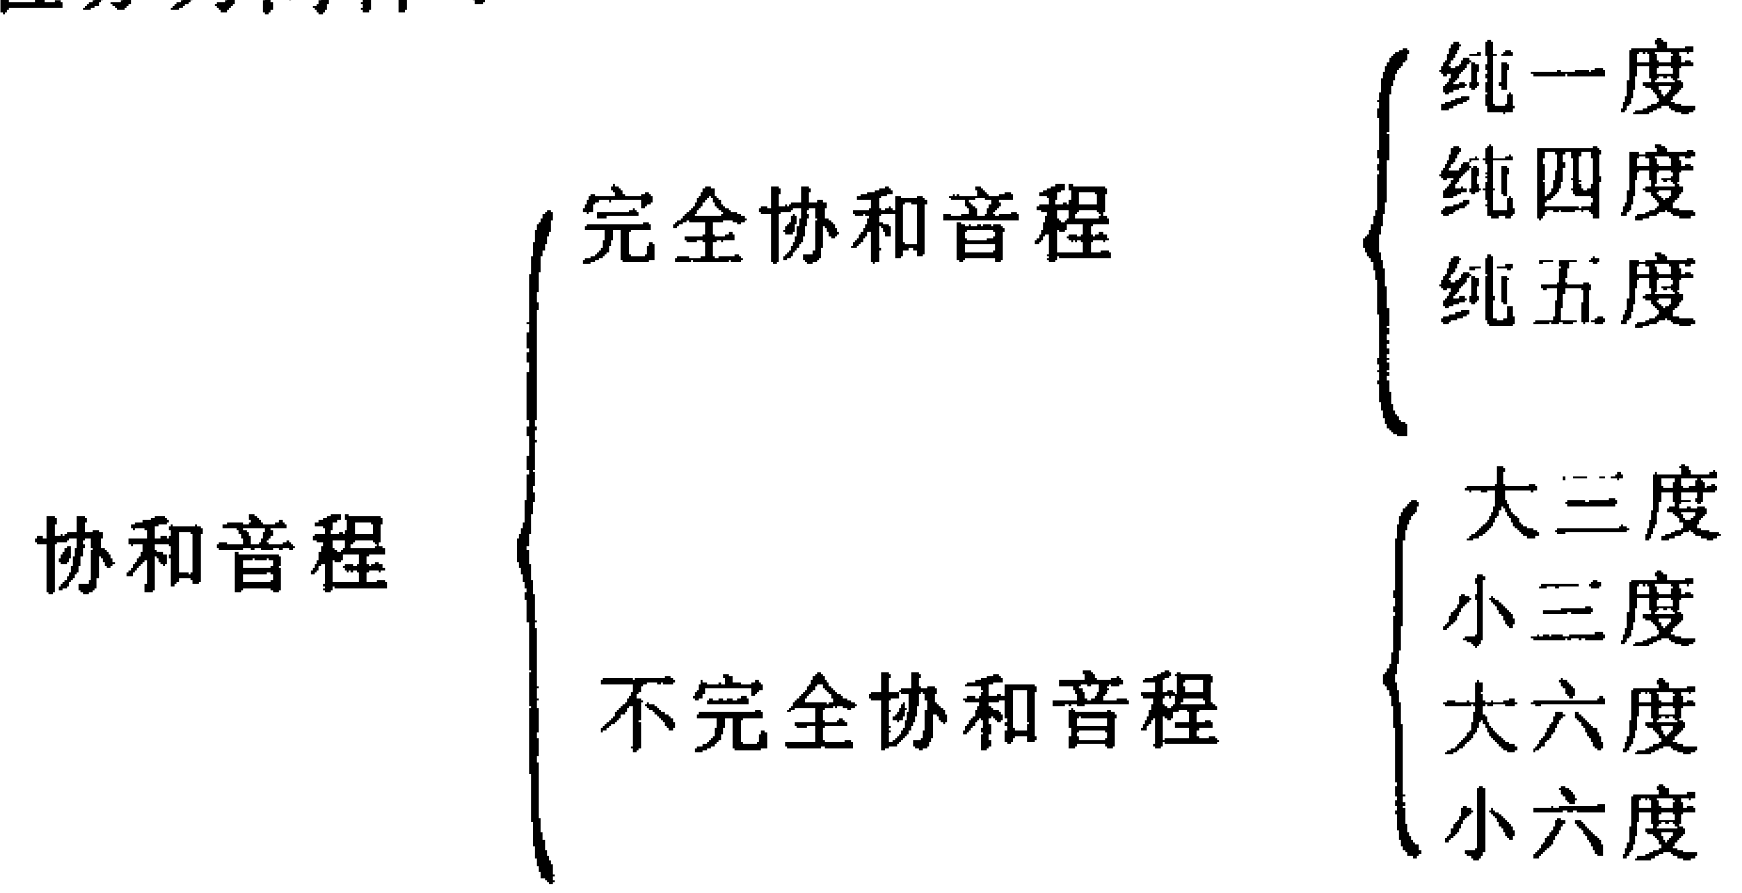 纯一度
纯四度
完全协和音程
纯五度
大三度
协和音程
小三度
不完全协和音程
大六度
小六度